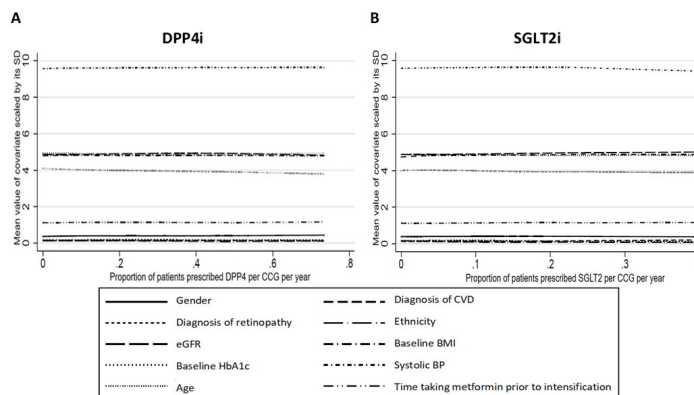 A
B
DPP4i
SGLT2i
Mean value of covariate scaled by its SD
0 2 4 6 8 10
0 .2 .4 .6 .8
Proportion of patients prescribed DPP4 per CCG per year
Mean value of covariate scaled by its SD
0 2 4 6 8 10
0 .1 .2 .3
Proportion of patients prescribed SGLT2 per CCG per year
Gender
Diagnosis of CVD
Diagnosis of retinopathy
Ethnicity
eGFR
Baseline BMI
Baseline HbA1c
Systolic BP
Age
Time taking metformin prior to intensification